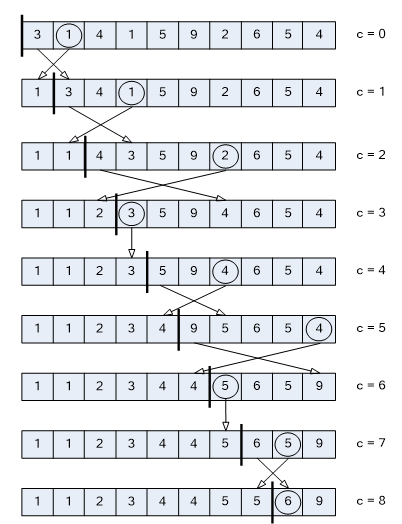 3 1 4 1 5 9 2 6 5 4 c = 0
1 3 4 1 5 9 2 6 5 4 c = 1
1 1 4 3 5 9 2 6 5 4 c = 2
1 1 2 3 5 9 4 6 5 4 c = 3
1 1 2 3 5 9 4 6 5 4 c = 4
1 1 2 3 4 9 5 6 5 4 c = 5
1 1 2 3 4 4 5 6 5 9 c = 6
1 1 2 3 4 4 5 6 5 9 c = 7
1 1 2 3 4 4 5 5 6 9 c = 8